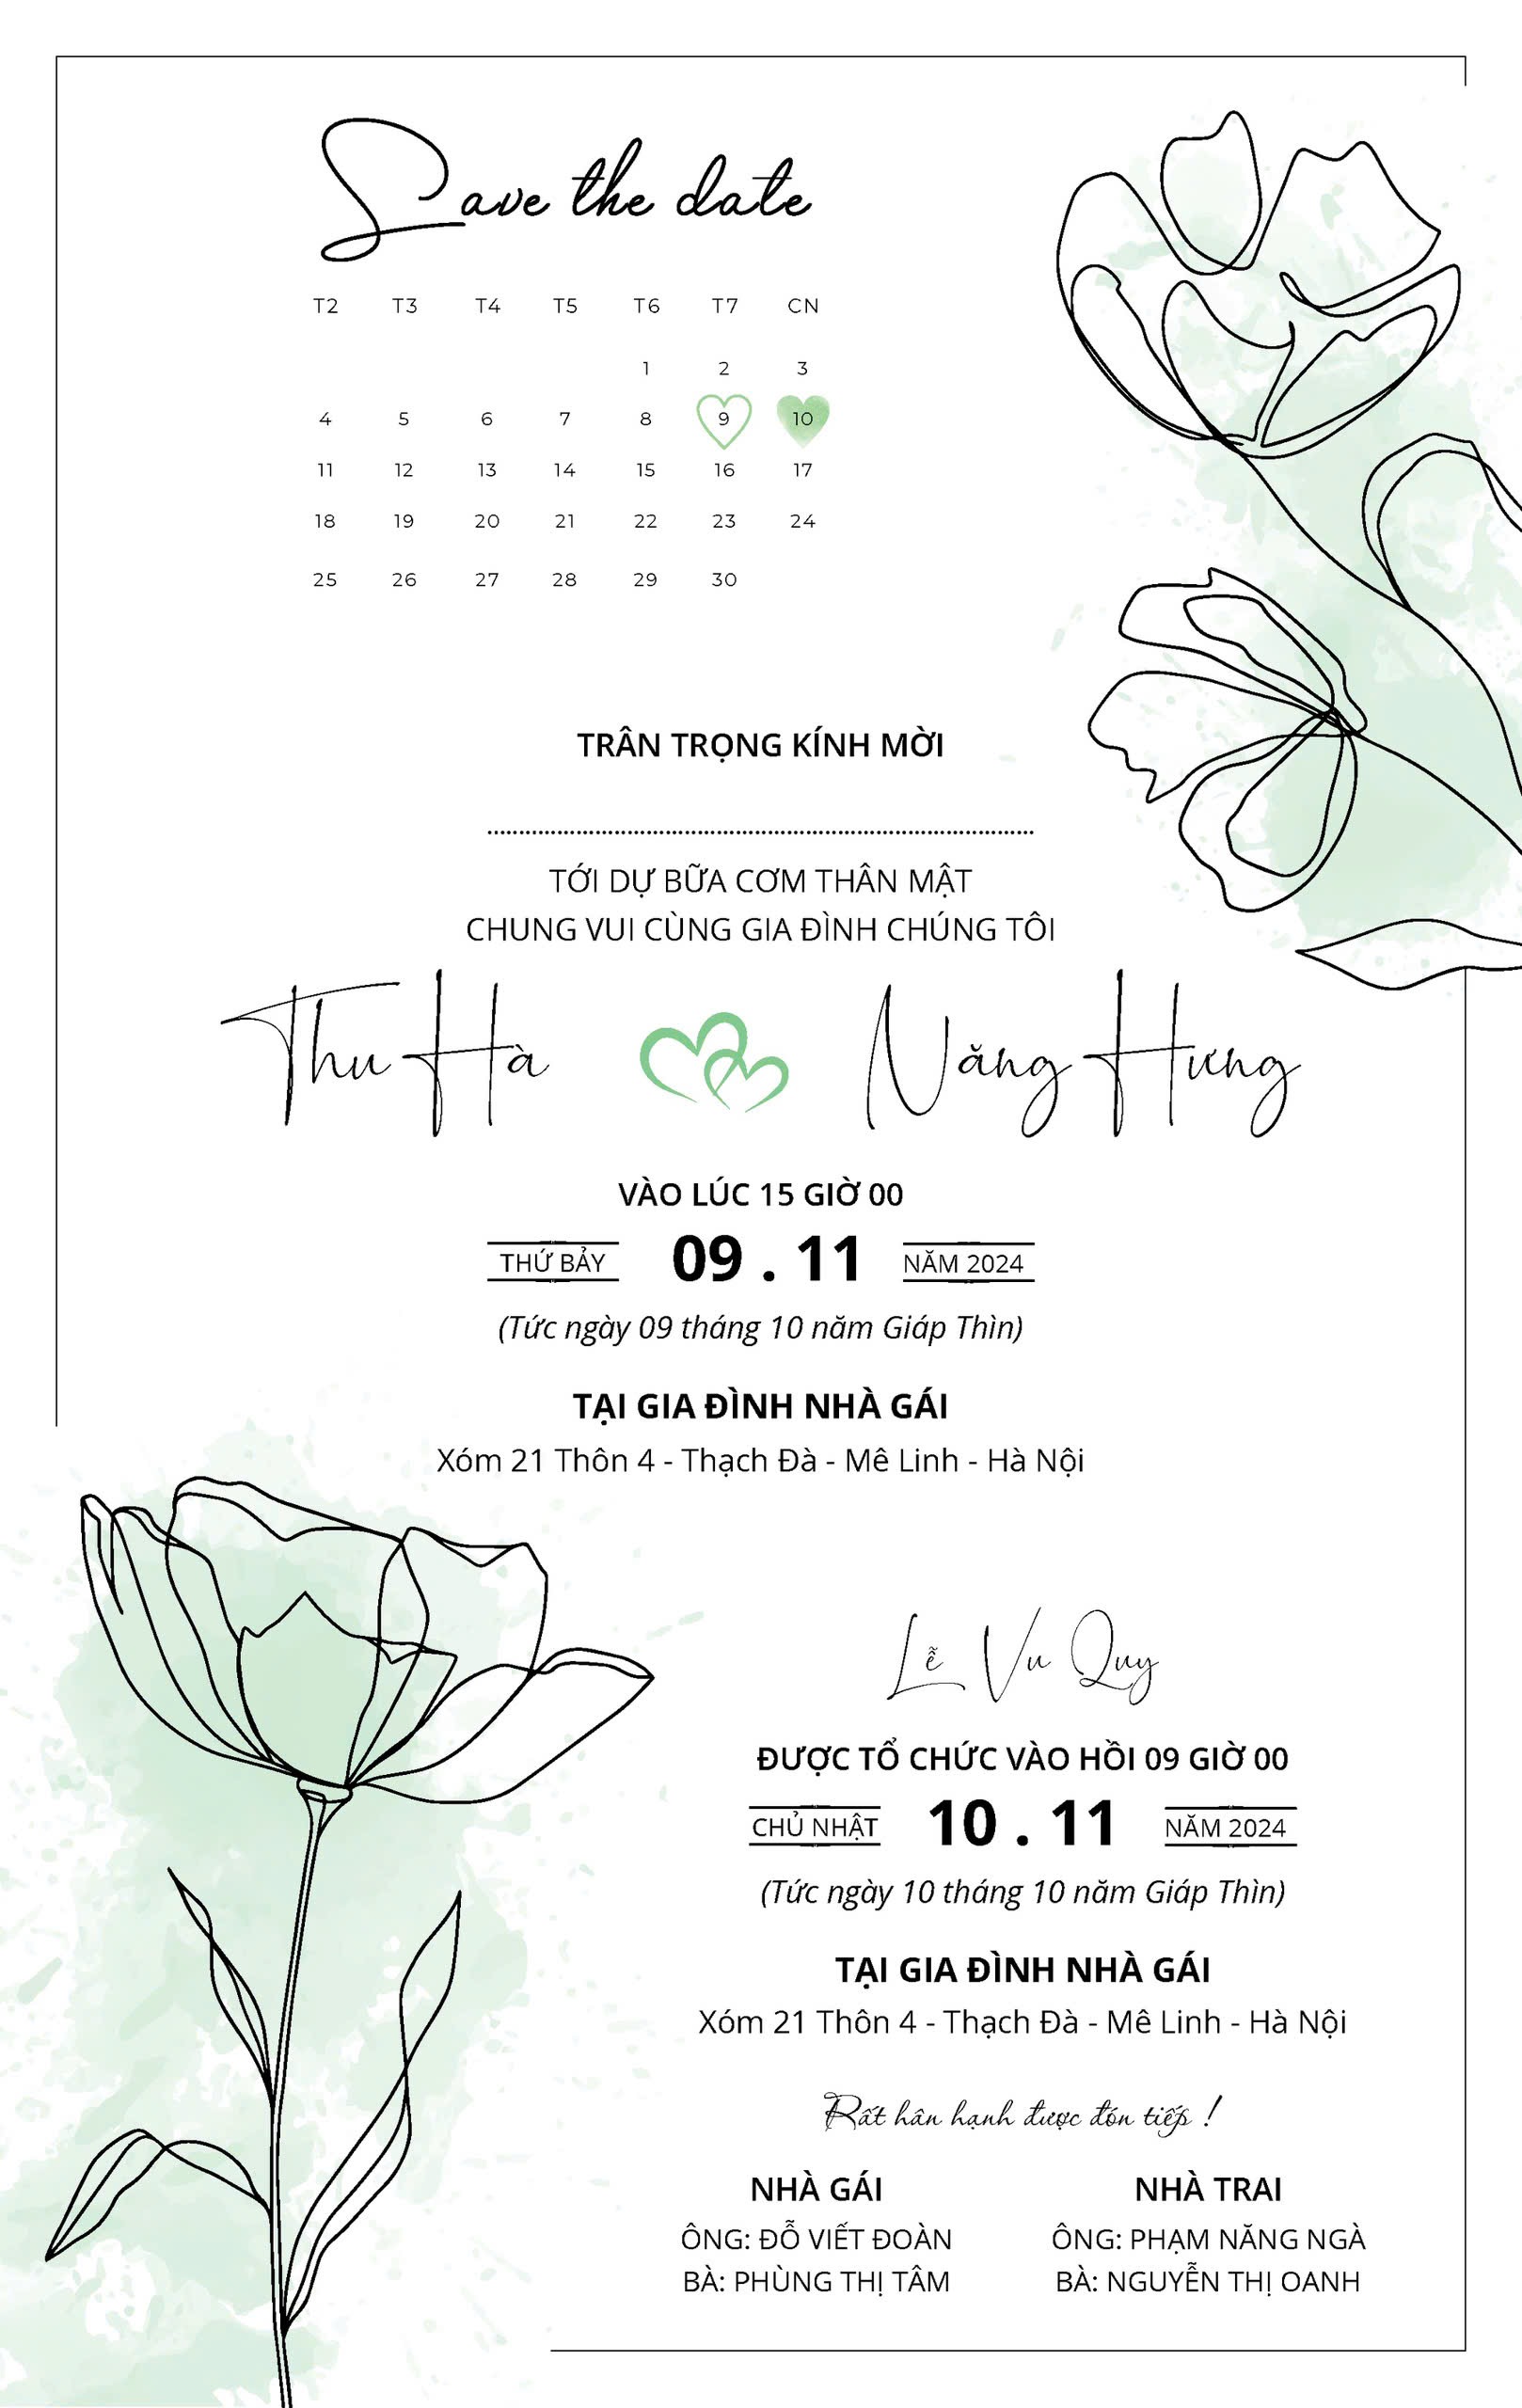 Save the date
T2 T3 T4 T5 T6 T7 CN
1 2 3
4 5 6 7 8 9 10
11 12 13 14 15 16 17
18 19 20 21 22 23 24
25 26 27 28 29 30
TRÂN TRỌNG KÍNH MỜI
................................................................................
TỚI DỰ BỮA CƠM THÂN MẬT
CHUNG VUI CÙNG GIA ĐÌNH CHÚNG TÔI
Thu Hà Năng Hưng
VÀO LÚC 15 GIỜ 00
THỨ BẢY 09 . 11 NĂM 2024
(Tức ngày 09 tháng 10 năm Giáp Thìn)
TẠI GIA ĐÌNH NHÀ GÁI
Xóm 21 Thôn 4 - Thạch Đà - Mê Linh - Hà Nội
Lễ Vu Quy
ĐƯỢC TỔ CHỨC VÀO HỒI 09 GIỜ 00
CHỦ NHẬT 10 . 11 NĂM 2024
(Tức ngày 10 tháng 10 năm Giáp Thìn)
TẠI GIA ĐÌNH NHÀ GÁI
Xóm 21 Thôn 4 - Thạch Đà - Mê Linh - Hà Nội
Rất hân hạnh được đón tiếp !
NHÀ GÁI NHÀ TRAI
ÔNG: ĐỖ VIẾT ĐOÀN ÔNG: PHẠM NĂNG NGÀ
BÀ: PHÙNG THỊ TÂM BÀ: NGUYỄN THỊ OANH